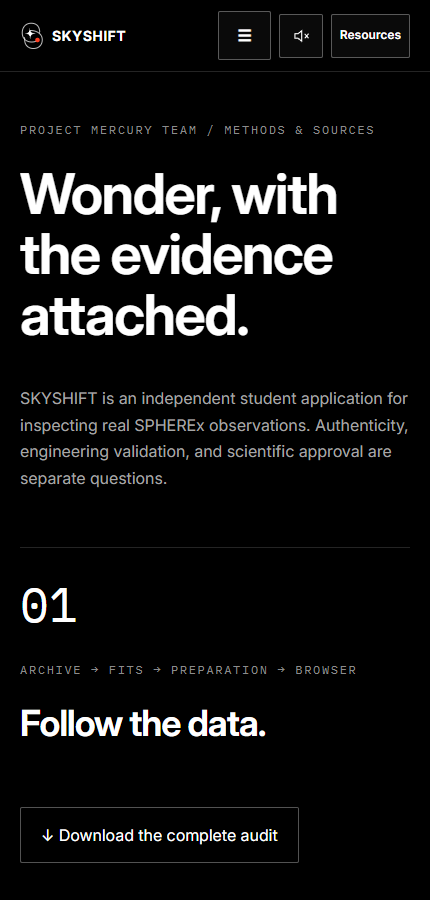 SKYSHIFT
Resources
PROJECT MERCURY TEAM / METHODS & SOURCES
Wonder, with
the evidence
attached.
SKYSHIFT is an independent student application for
inspecting real SPHEREx observations. Authenticity,
engineering validation, and scientific approval are
separate questions.
01
ARCHIVE → FITS → PREPARATION → BROWSER
Follow the data.
↓ Download the complete audit